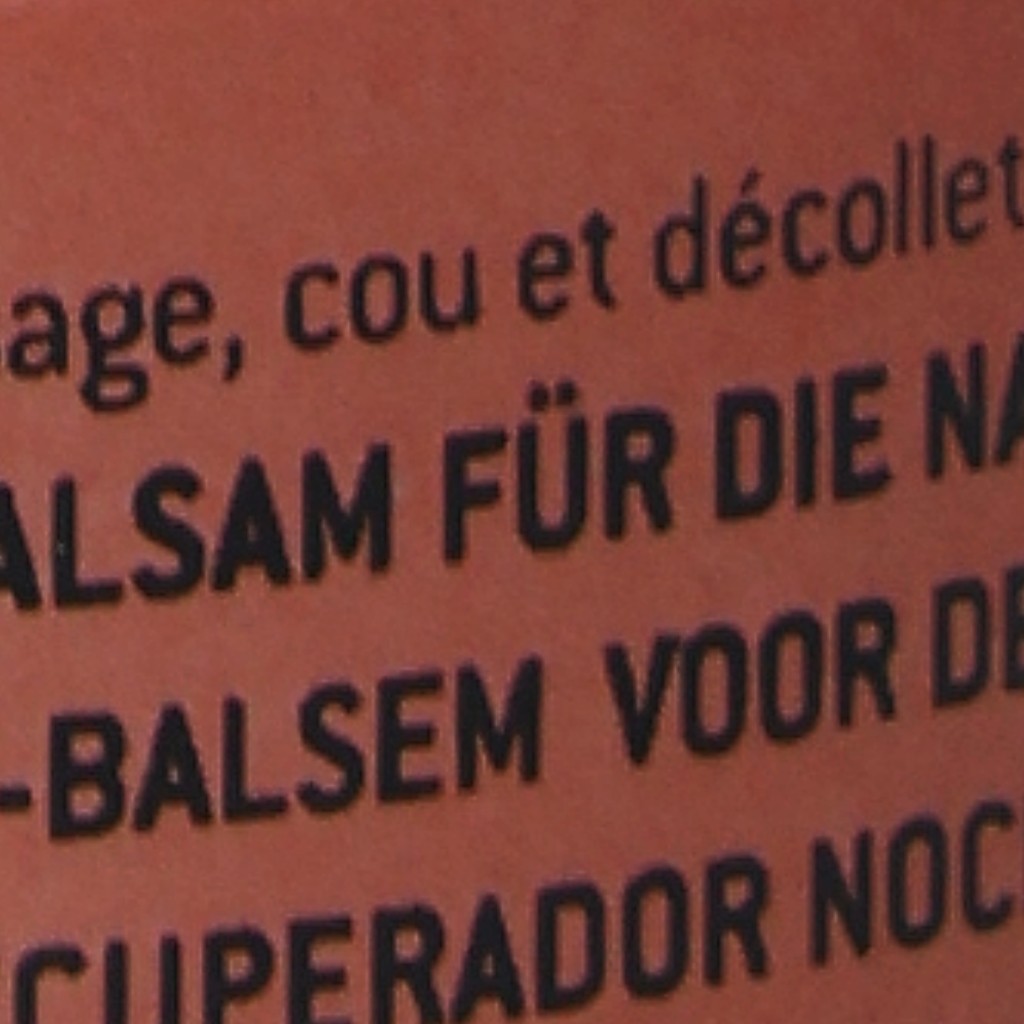 age, cou et décollet
ALSAM FÜR DIE NA
-BALSEM VOOR DE
CUPERADOR NOC